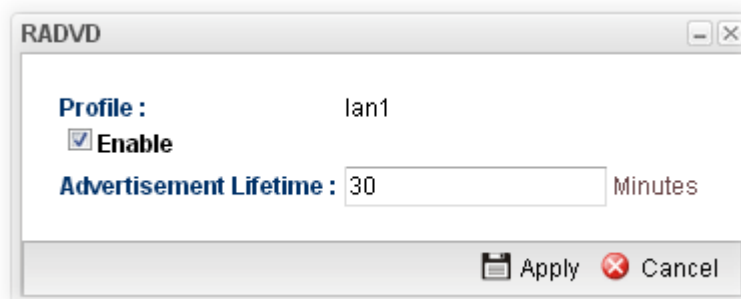 RADVD
Profile : lan1
Enable
Advertisement Lifetime : 30 Minutes
Apply Cancel